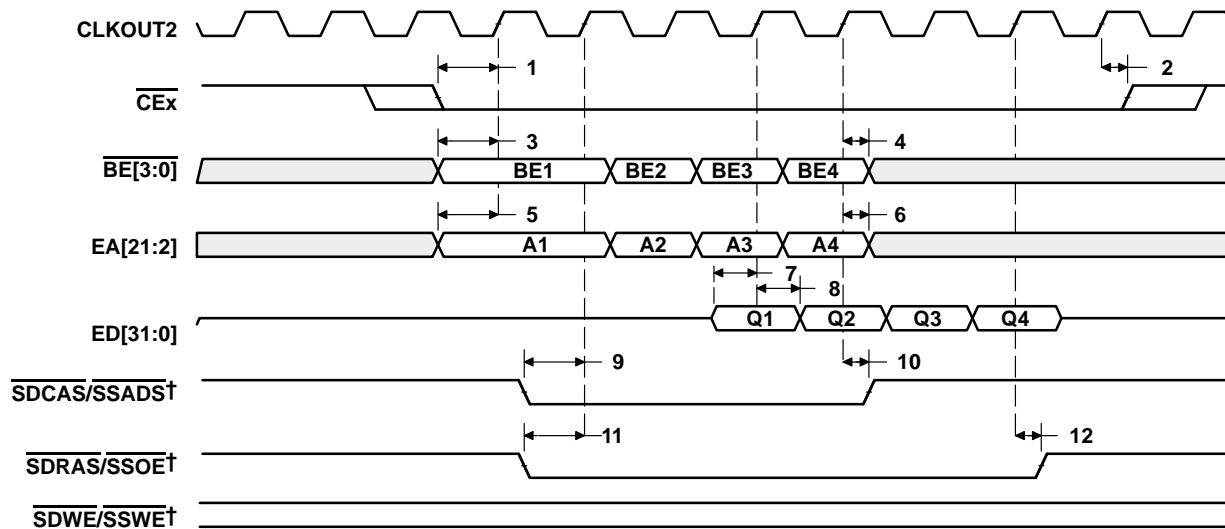 CLKOUT2
1 2
CEx
3 4
BE[3:0] BE1 BE2 BE3 BE4
5 6
EA[21:2] A1 A2 A3 A4
7
8
ED[31:0] Q1 Q2 Q3 Q4
9 10
SDCAS/SSADS†
11 12
SDRAS/SSOE†
SDWE/SSWE†